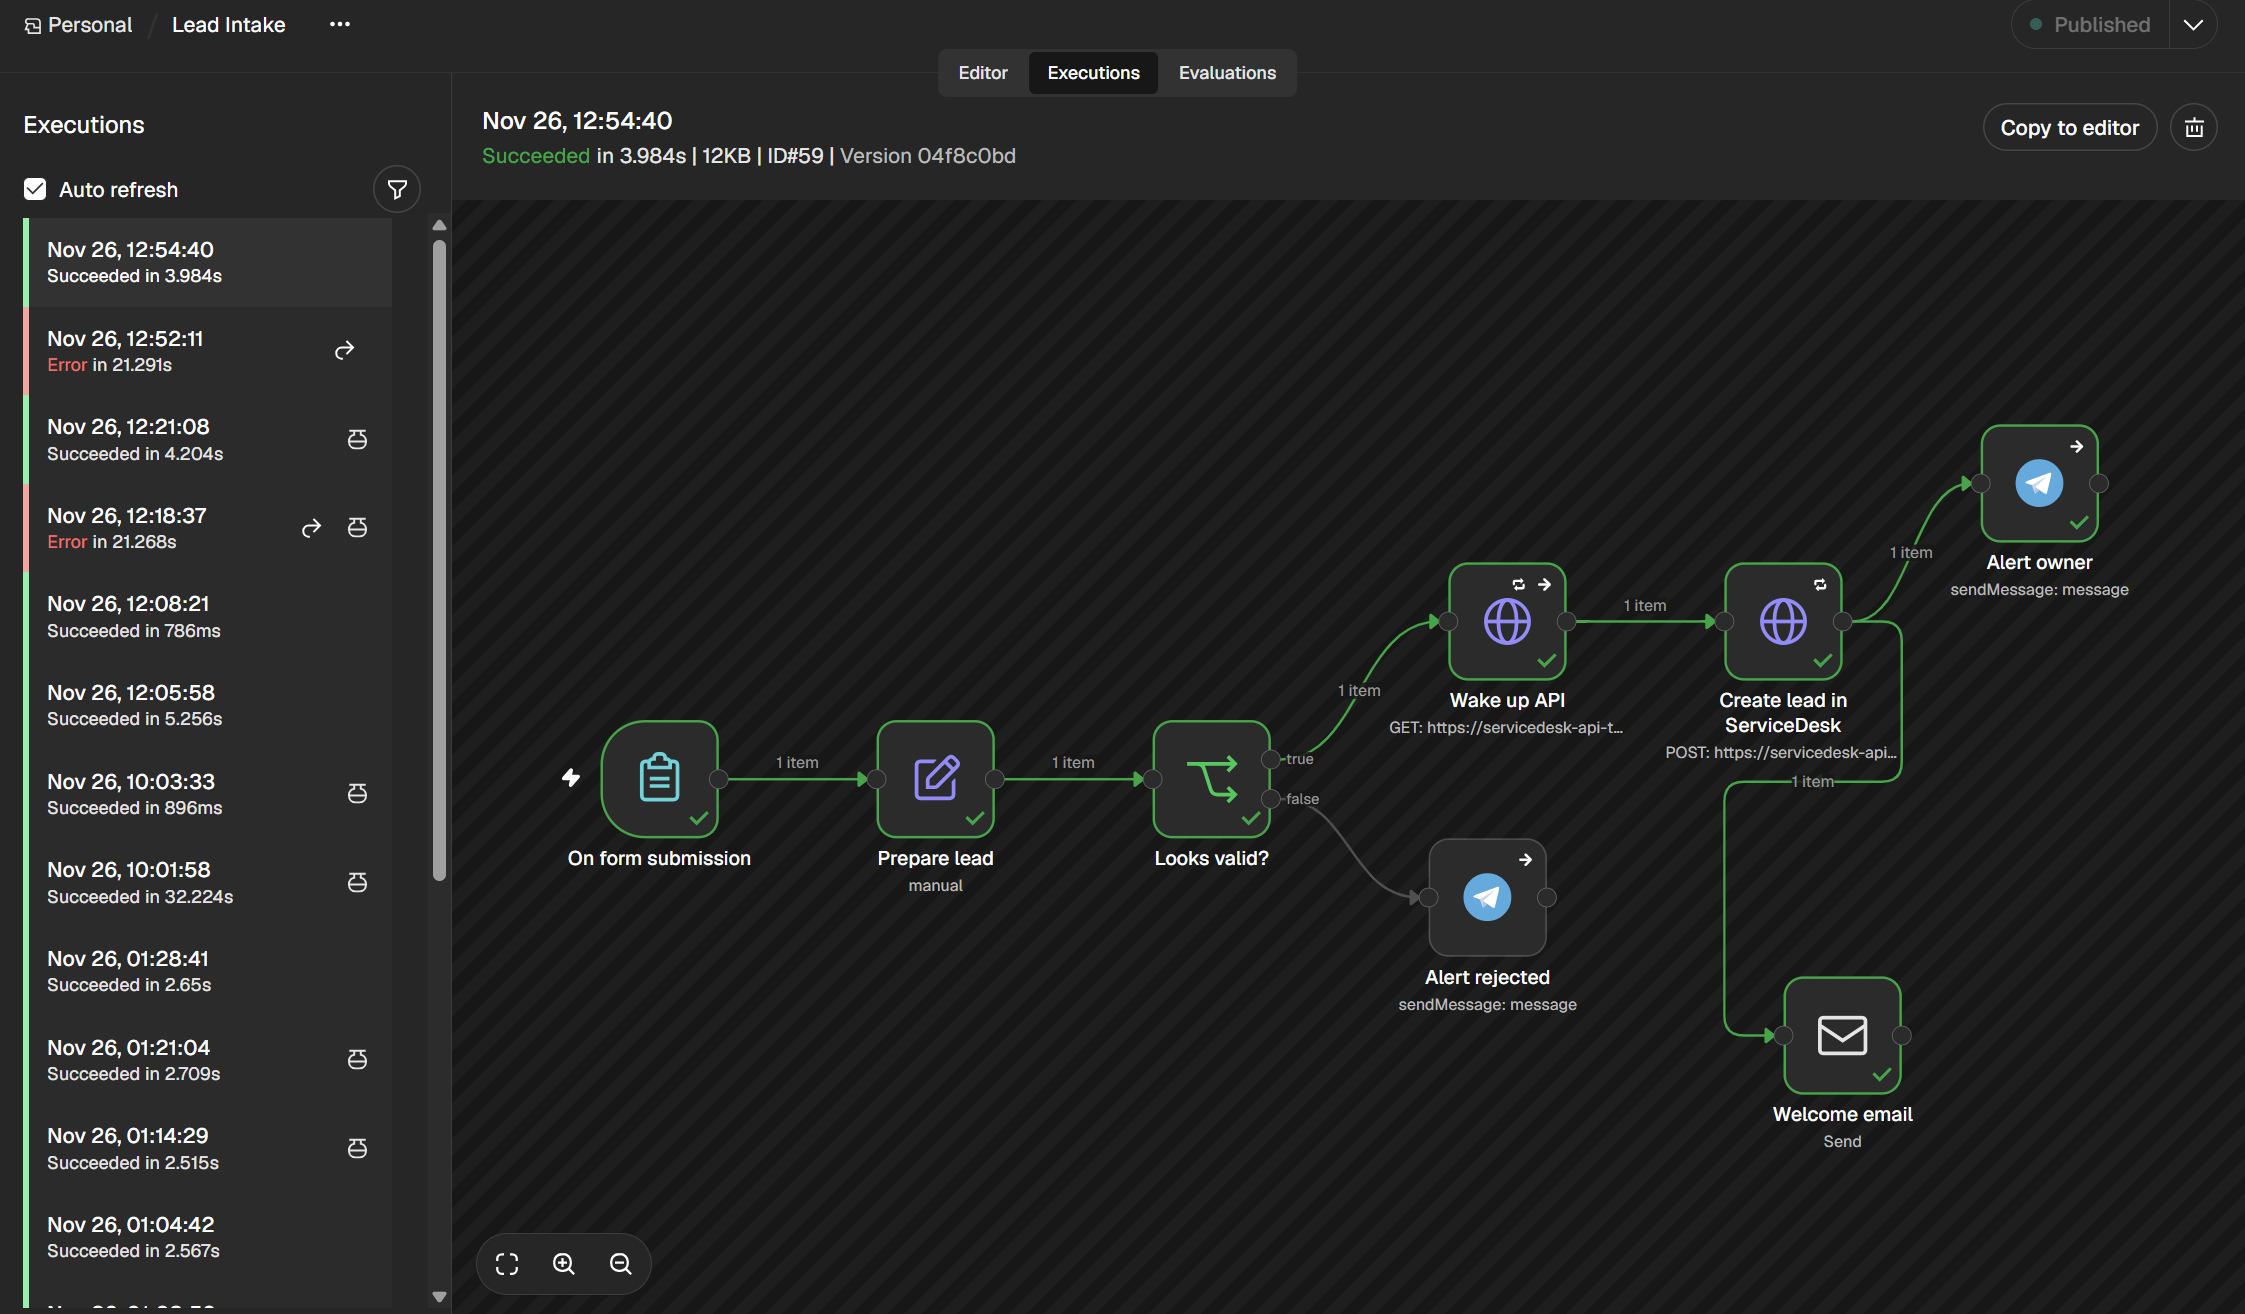 Personal / Lead Intake
Published
Editor
Executions
Evaluations
Executions
Auto refresh
Nov 26, 12:54:40
Succeeded in 3.984s
Nov 26, 12:52:11
Error in 21.291s
Nov 26, 12:21:08
Succeeded in 4.204s
Nov 26, 12:18:37
Error in 21.268s
Nov 26, 12:08:21
Succeeded in 786ms
Nov 26, 12:05:58
Succeeded in 5.256s
Nov 26, 10:03:33
Succeeded in 896ms
Nov 26, 10:01:58
Succeeded in 32.224s
Nov 26, 01:28:41
Succeeded in 2.65s
Nov 26, 01:21:04
Succeeded in 2.709s
Nov 26, 01:14:29
Succeeded in 2.515s
Nov 26, 01:04:42
Succeeded in 2.567s
Nov 26, 12:54:40
Succeeded in 3.984s | 12KB | ID#59 | Version 04f8c0bd
Copy to editor
On form submission
1 item
Prepare lead
manual
1 item
Looks valid?
true
false
1 item
Wake up API
GET: https://servicedesk-api-t...
1 item
Create lead in
ServiceDesk
POST: https://servicedesk-api...
1 item
Alert owner
sendMessage: message
1 item
Alert rejected
sendMessage: message
Welcome email
Send